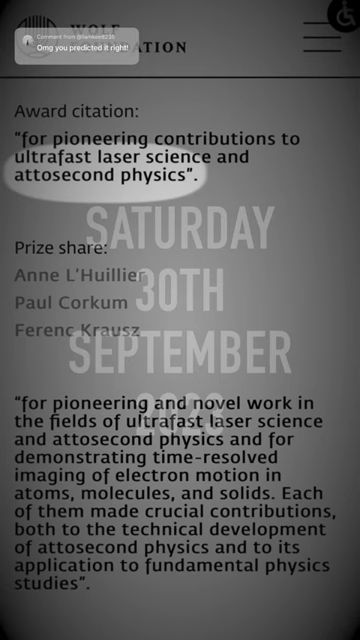 WOLF
Comment from @liamkee8235
Omg you predicted it right!
ATION
Award citation:
"for pioneering contributions to
ultrafast laser science and
attosecond physics".
SATURDAY
Prize share:
Anne L'Huillier
30TH
Paul Corkum
Ferenc Krausz
SEPTEMBER
2023
"for pioneering and novel work in
the fields of ultrafast laser science
and attosecond physics and for
demonstrating time-resolved
imaging of electron motion in
atoms, molecules, and solids. Each
of them made crucial contributions,
both to the technical development
of attosecond physics and to its
application to fundamental physics
studies".